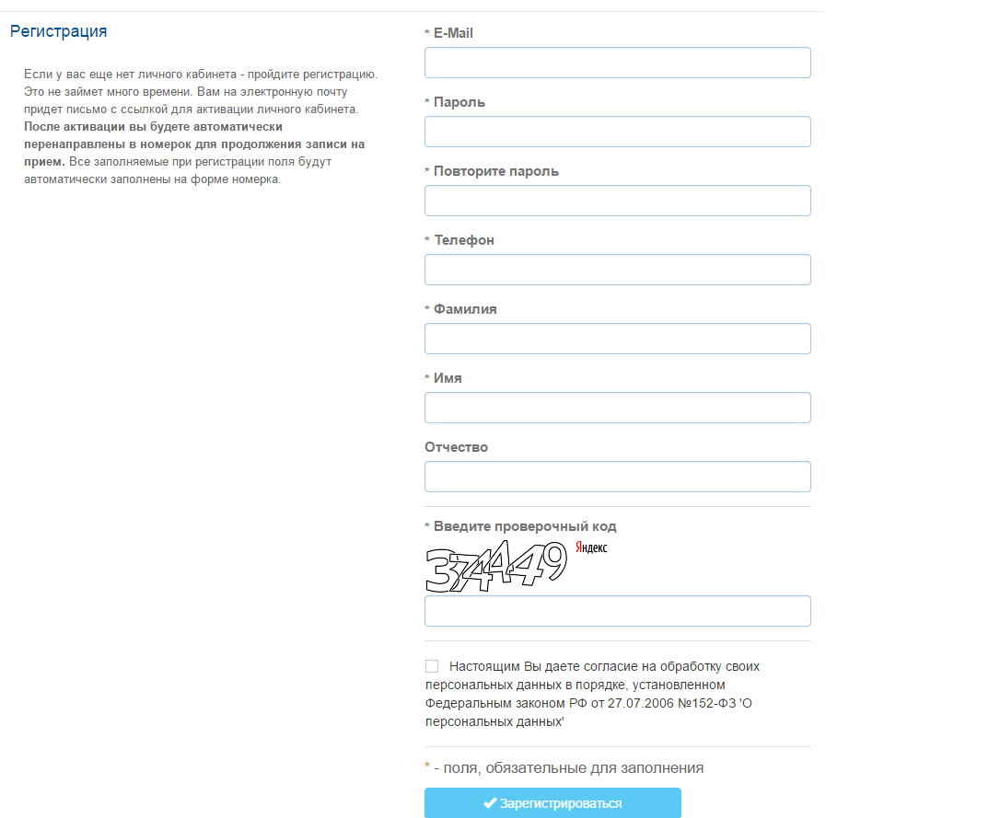 Регистрация
Если у вас еще нет личного кабинета - пройдите регистрацию.
Это не займет много времени. Вам на электронную почту
придет письмо с ссылкой для активации личного кабинета.
После активации вы будете автоматически
перенаправлены в номерок для продолжения записи на
прием. Все заполняемые при регистрации поля будут
автоматически заполнены на форме номерка.
* E-Mail
* Пароль
* Повторите пароль
* Телефон
* Фамилия
* Имя
Отчество
* Введите проверочный код
Яндекс
Настоящим Вы даете согласие на обработку своих
персональных данных в порядке, установленном
Федеральным законом РФ от 27.07.2006 №152-ФЗ 'О
персональных данных'
* - поля, обязательные для заполнения
Зарегистрироваться